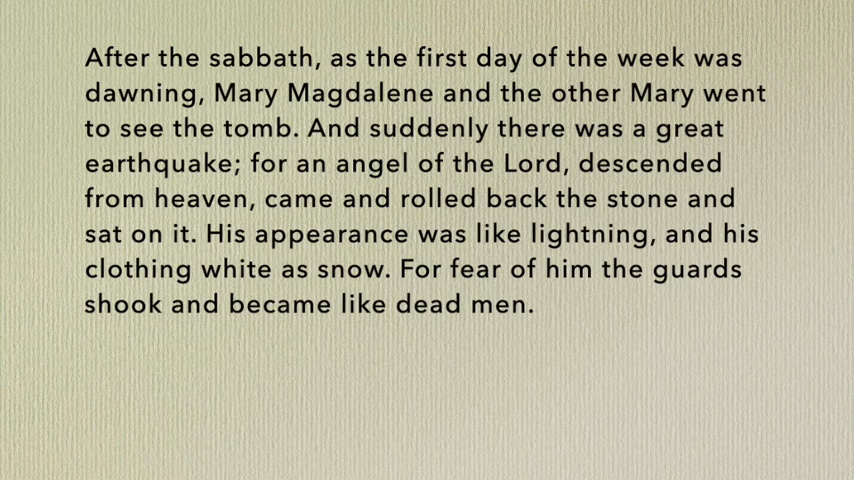 After the sabbath, as the first day of the week was
dawning, Mary Magdalene and the other Mary went
to see the tomb. And suddenly there was a great
earthquake; for an angel of the Lord, descended
from heaven, came and rolled back the stone and
sat on it. His appearance was like lightning, and his
clothing white as snow. For fear of him the guards
shook and became like dead men.